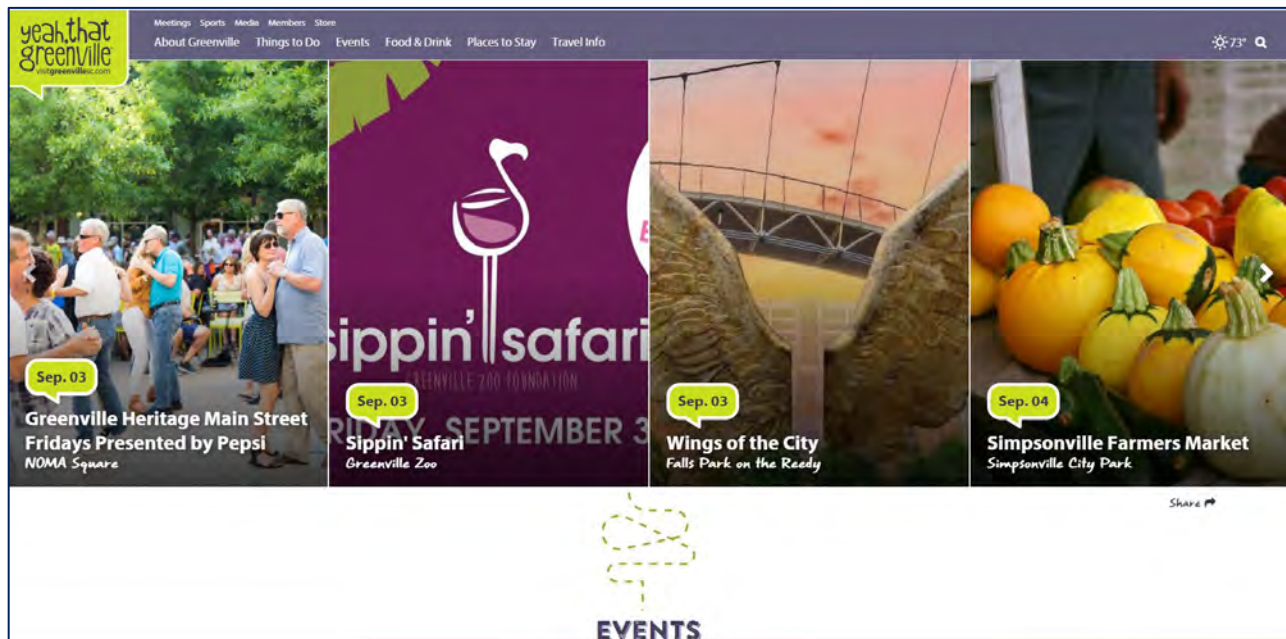 yeah, that
greenville
visitgreenvillesc.com
Meetings Sports Media Members Store
About Greenville Things to Do Events Food & Drink Places to Stay Travel Info
73°
Sep. 03
Greenville Heritage Main Street
Fridays Presented by Pepsi
NOMA Square
sippin' safari
GREENVILLE ZOO FOUNDATION
RIDAY, SEPTEMBER 3
Sep. 03
Sippin' Safari
Greenville Zoo
Sep. 03
Wings of the City
Falls Park on the Reedy
Sep. 04
Simpsonville Farmers Market
Simpsonville City Park
Share
EVENTS